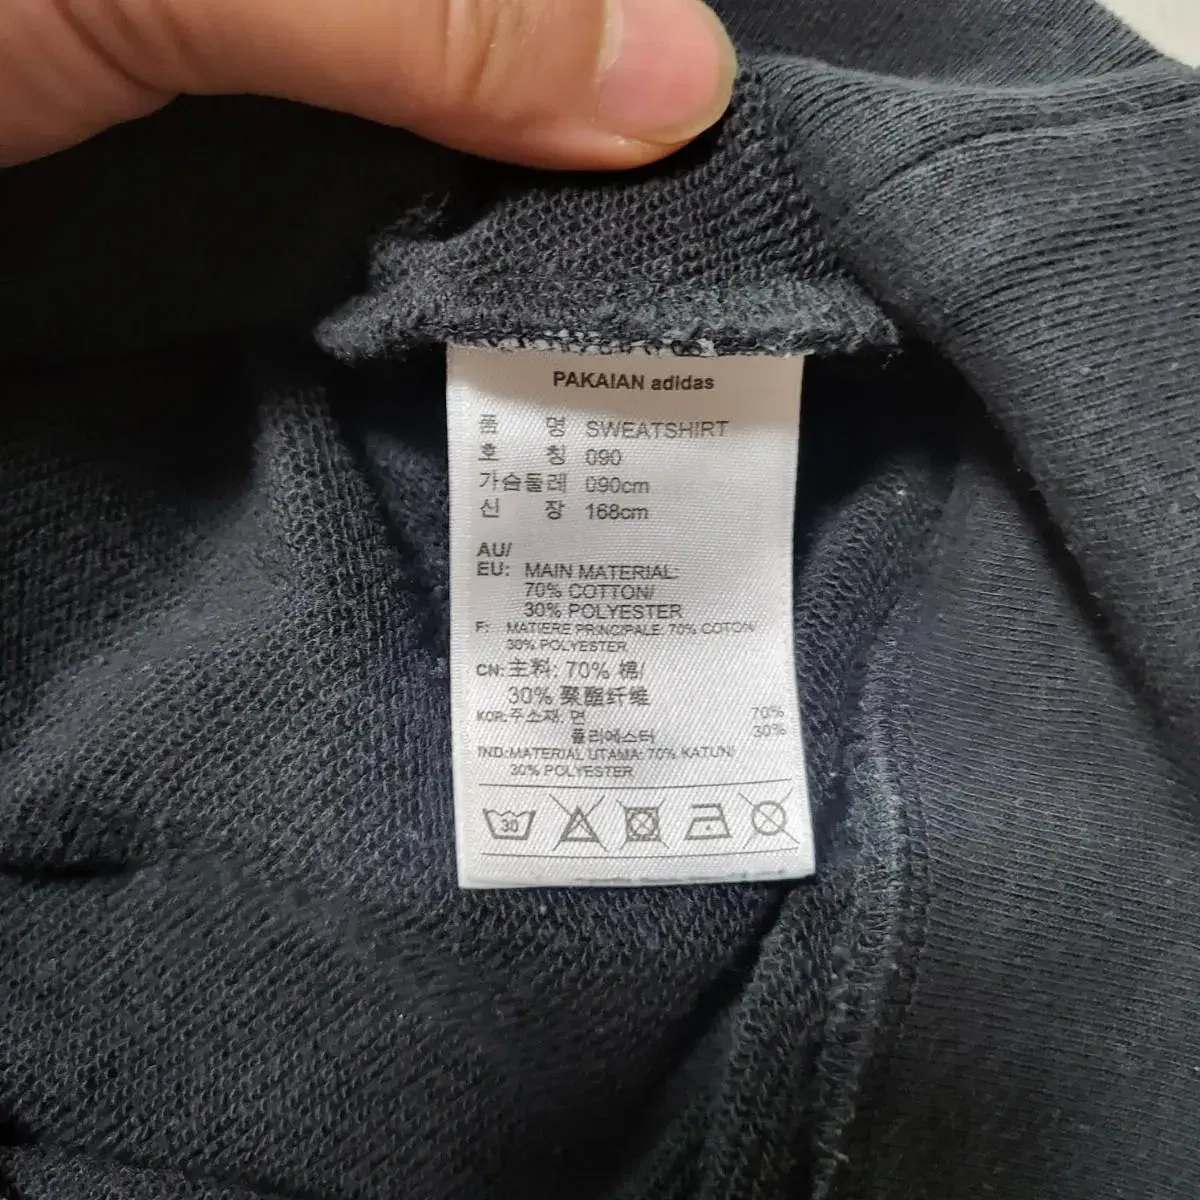 PAKAIAN adidas
품 명 SWEATSHIRT
호 칭 090
가슴둘레 090cm
신 장 168cm
AU/
EU: MAIN MATERIAL:
70% COTTON/
30% POLYESTER
F: MATIERE PRINCIPALE: 70% COTON/
30% POLYESTER
CN: 主料: 70% 棉/
30% 聚酯纤维
KOR: 주소재: 면 70%
폴리에스터 30%
IND: MATERIAL UTAMA: 70% KATUN/
30% POLYESTER
30